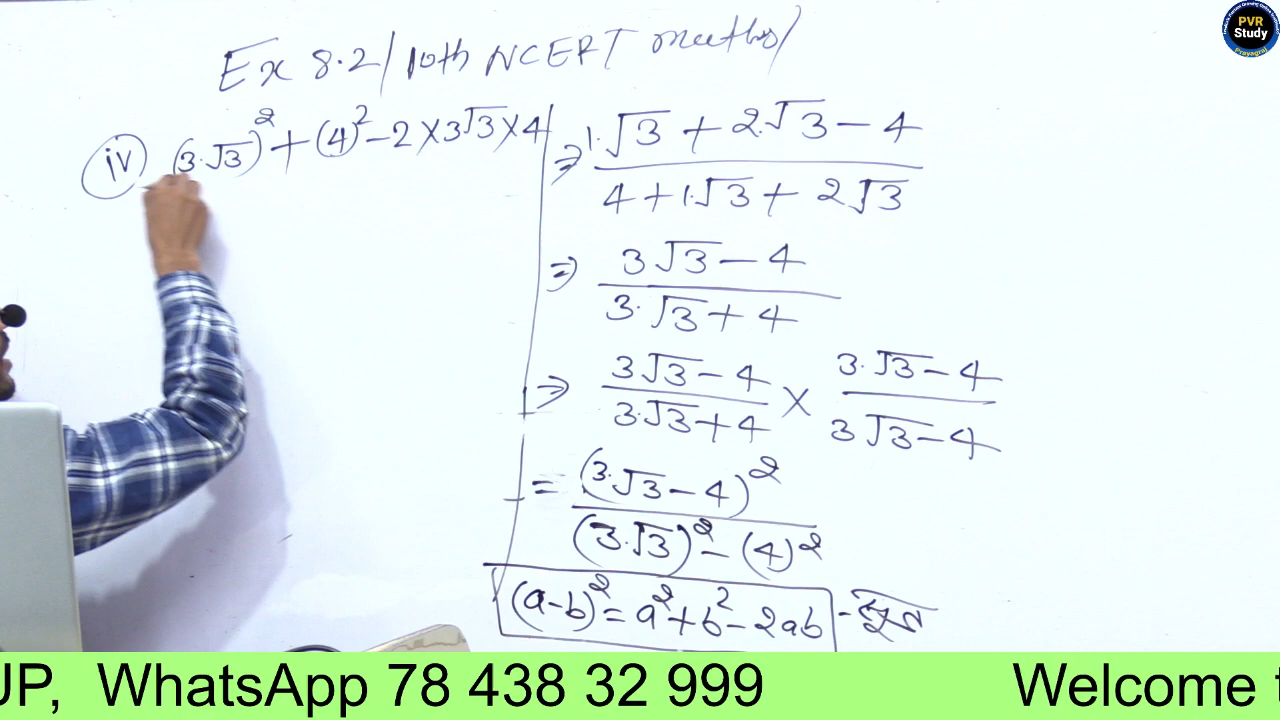 Ex 8.2/10th NCERT maths/
iv (3.√3)² + (4)² - 2×3√3×4
⇒ 1.√3 + 2.√3 - 4
4 + 1.√3 + 2√3
⇒ 3√3 - 4
3.√3 + 4
⇒ 3√3 - 4 × 3.√3 - 4
3.√3 + 4 3√3 - 4
= (3.√3 - 4)²
(3.√3)² - (4)²
(a-b)² = a² + b² - 2ab - सूत्र
PVR
Study
Prayagraj
UP, WhatsApp 78 438 32 999 Welcome t